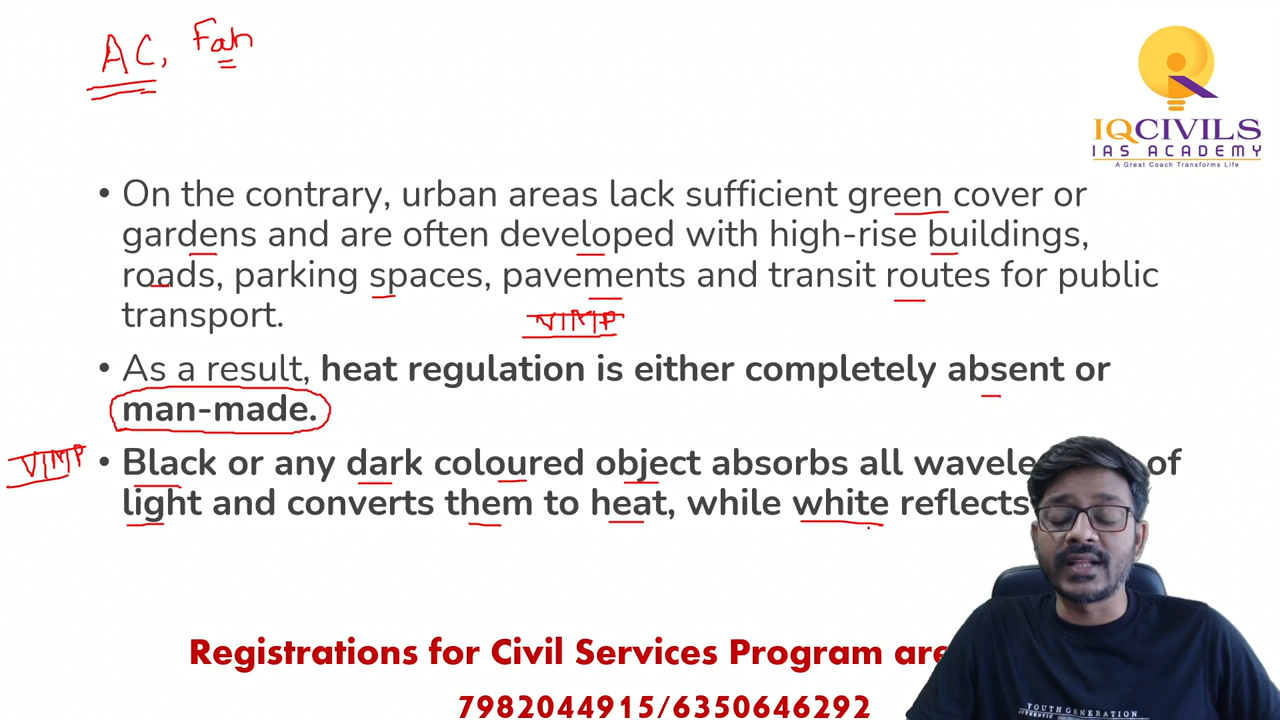 AC, Fan
IQCIVILS
IAS ACADEMY
A Great Coach Transforms Life
• On the contrary, urban areas lack sufficient green cover or
gardens and are often developed with high-rise buildings,
roads, parking spaces, pavements and transit routes for public
transport.
VIMP
• As a result, heat regulation is either completely absent or
man-made.
VIMP
• Black or any dark coloured object absorbs all of
light and converts them to heat, while white reflects
Registrations for Civil Services Program are
7982044915/6350646292
YOUTH GENERATION
AUTHENTIC